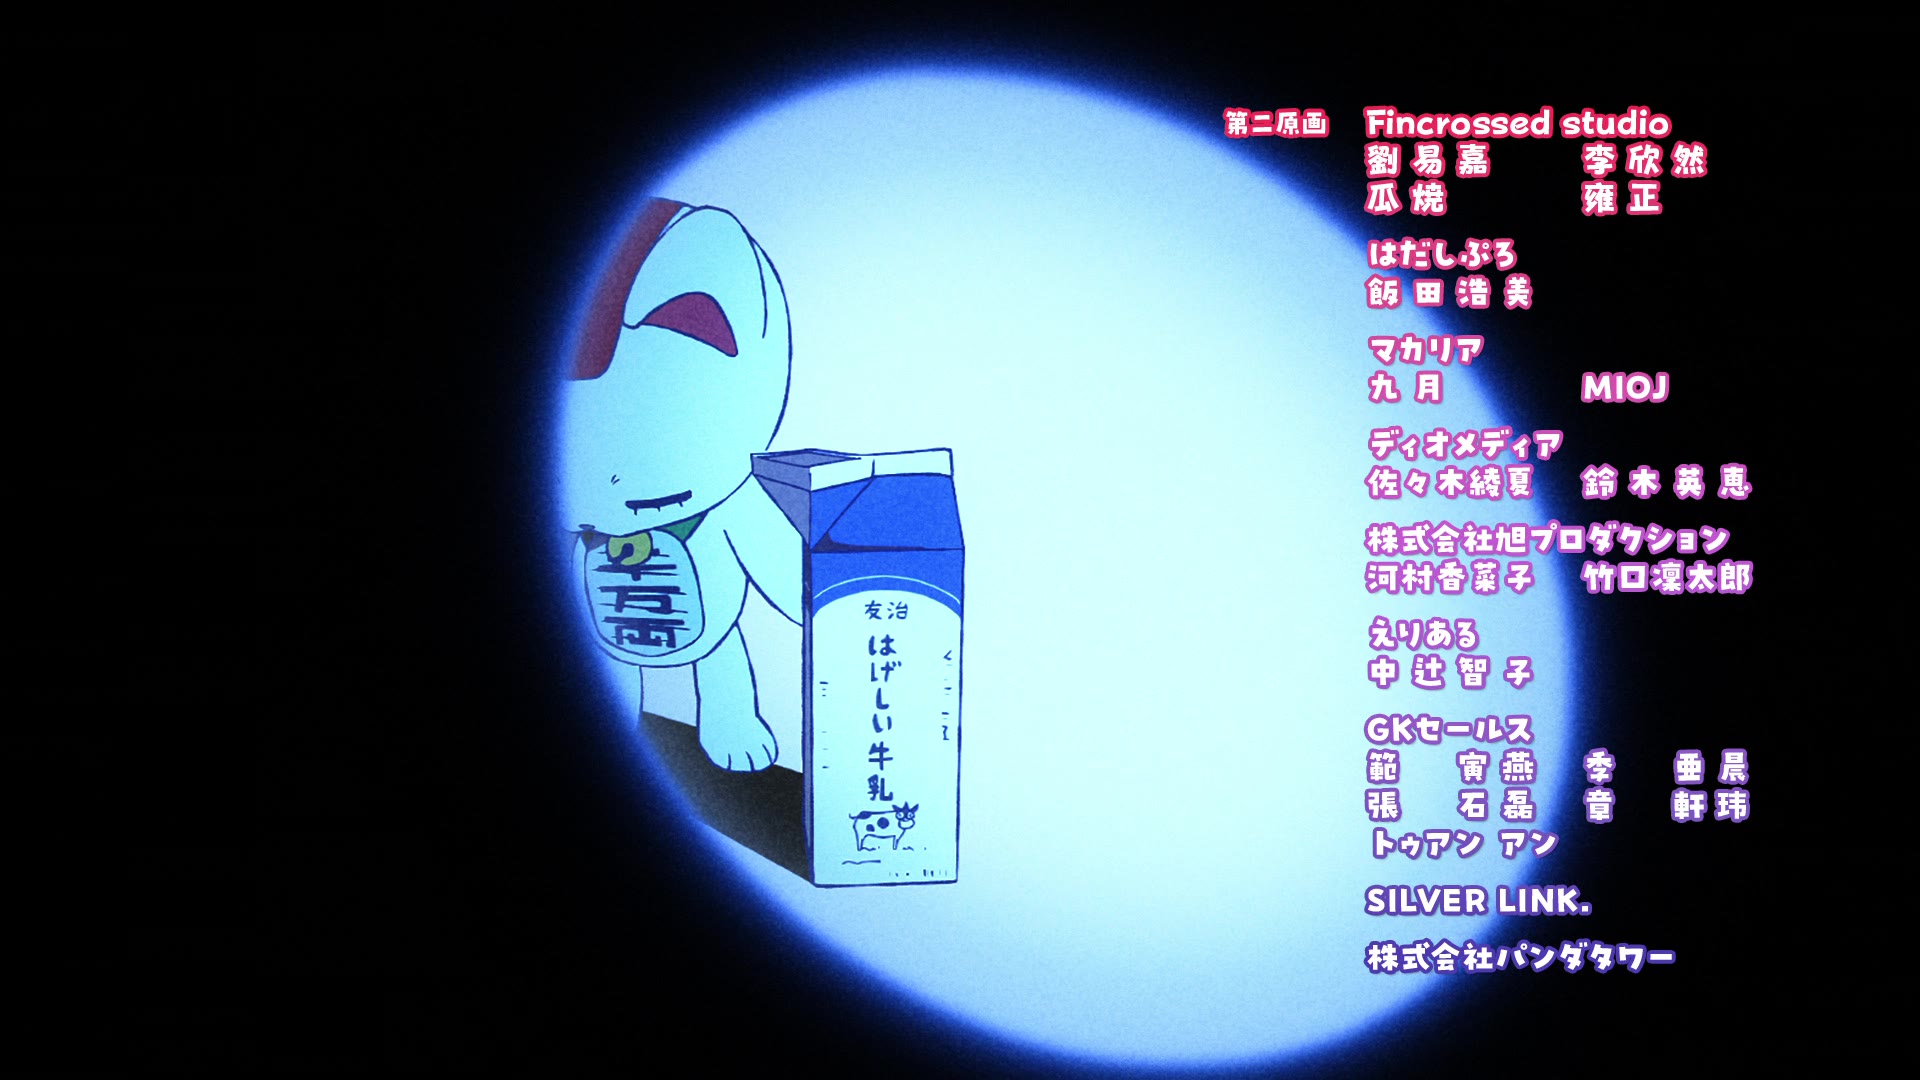 第二原画 Fincrossed studio
劉易嘉 李欣然
瓜焼 雍正
はだしぷろ
飯田浩美
マカリア
九月 MIOJ
ディオメディア
佐々木綾夏 鈴木英恵
株式会社旭プロダクション
河村香菜子 竹口凜太郎
えりある
中辻智子
GKセールス
範寅燕 季亜晨
張石磊 章軒玮
トゥアン アン
SILVER LINK.
株式会社パンダタワー
友治
はげしい牛乳
千万両